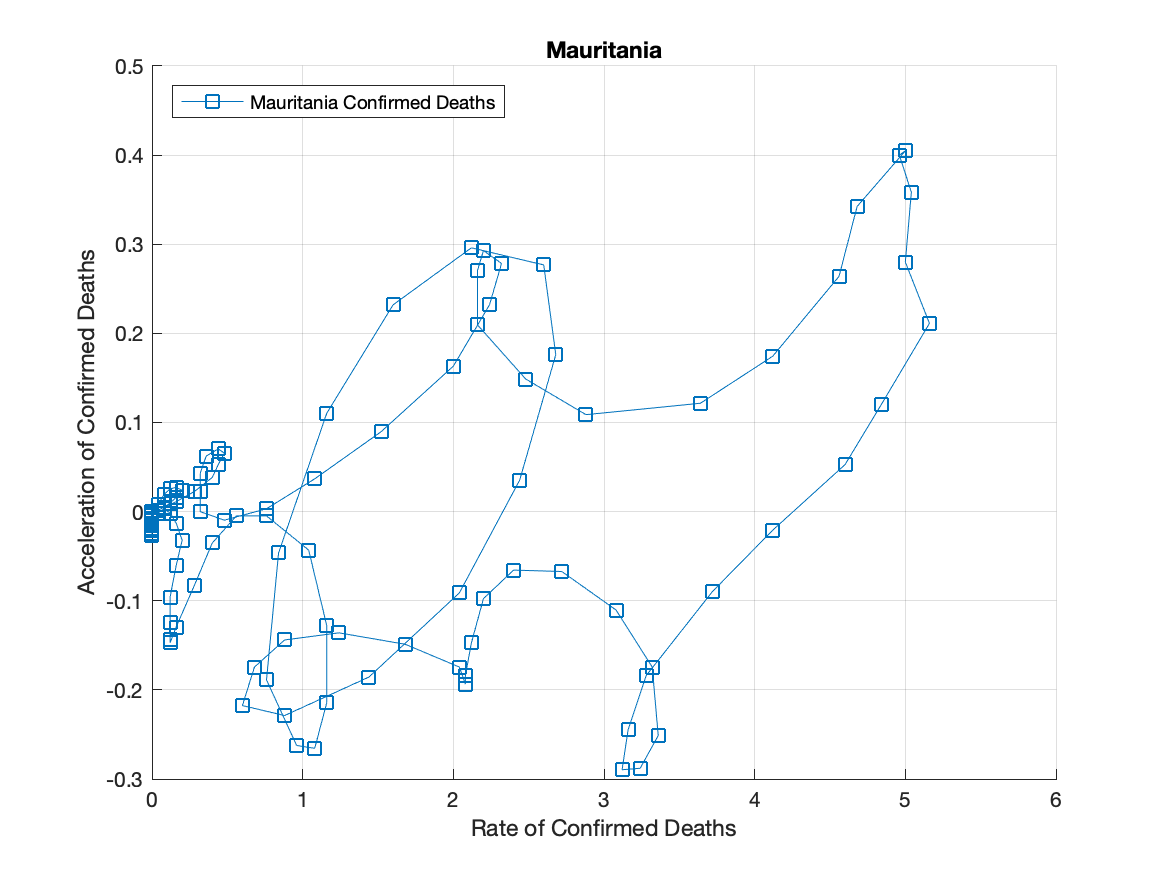 Mauritania
Mauritania Confirmed Deaths
Acceleration of Confirmed Deaths
0.5
0.4
0.3
0.2
0.1
0
-0.1
-0.2
-0.3
0 1 2 3 4 5 6
Rate of Confirmed Deaths